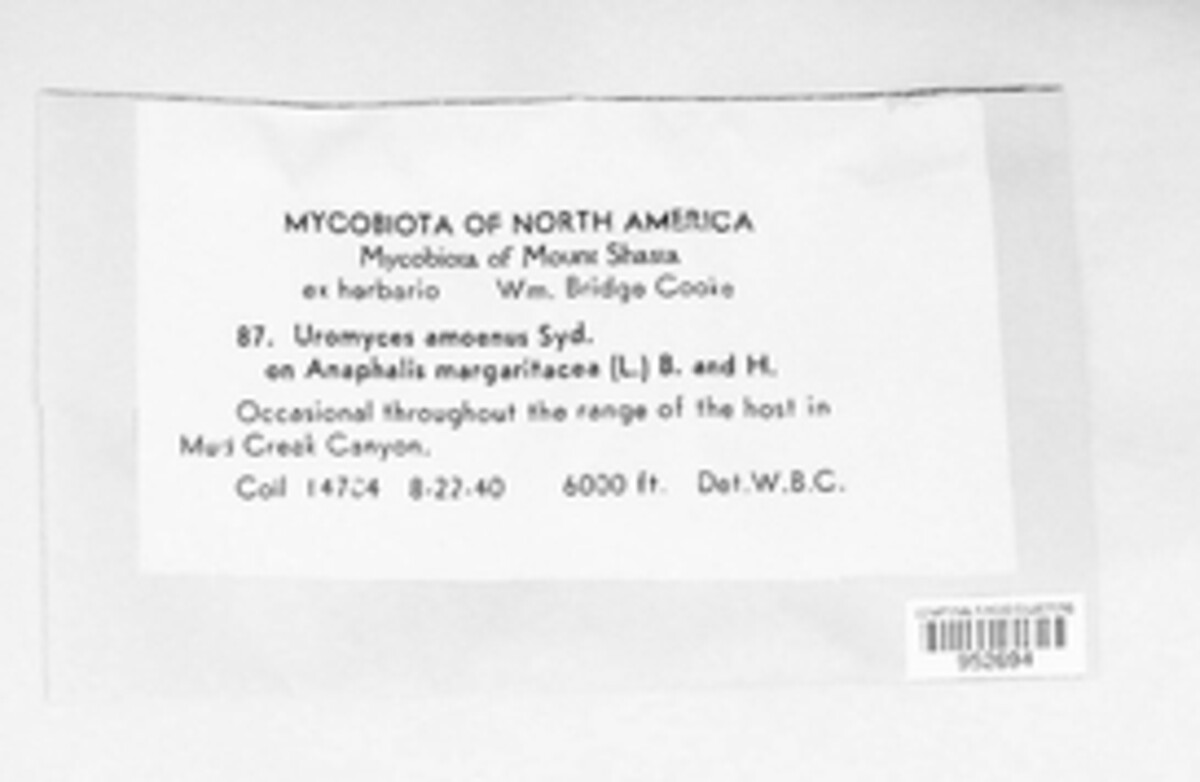 MYCOBIOTA OF NORTH AMERICA
Mycobiota of Mount Shasta
ex herbario Wm. Bridge Cooke
87. Uromyces amoenus Syd.
on Anaphalis margaritacea (L.) B. and H.
Occasional throughout the range of the host in
Mud Creek Canyon.
Coll 8-22-40 6000 ft. Det.W.B.C.
952694